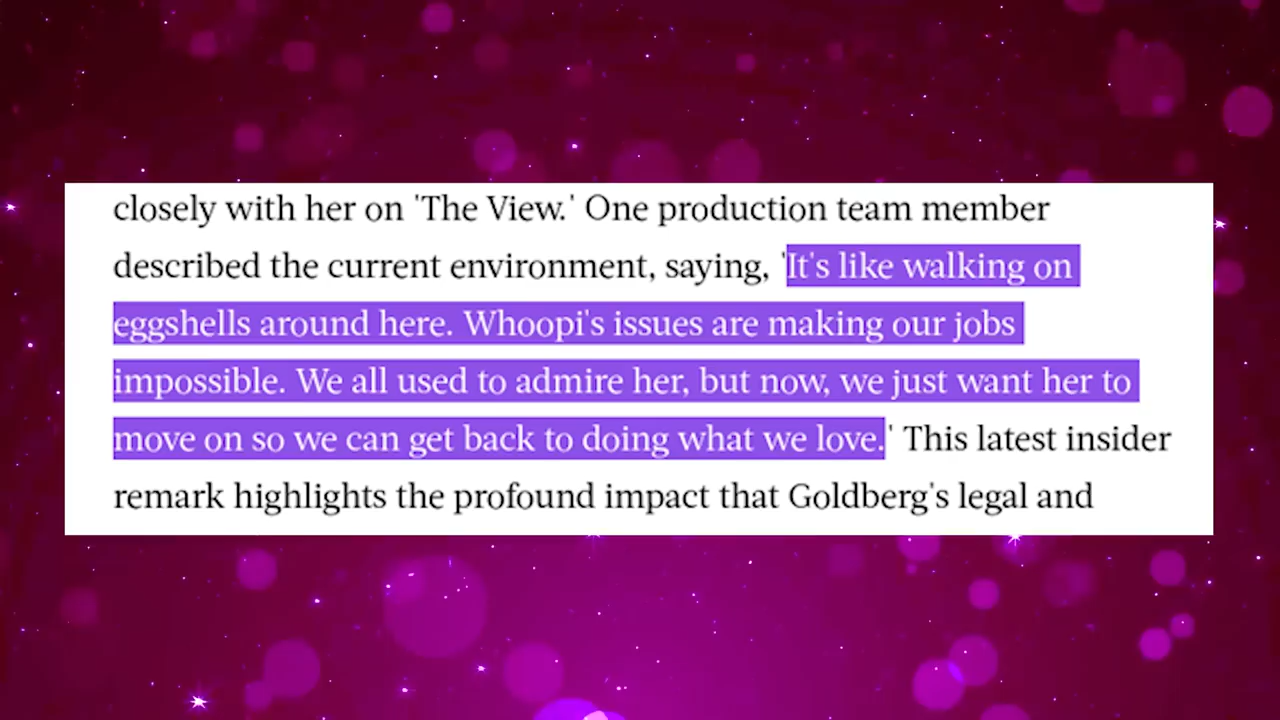 closely with her on 'The View.' One production team member
described the current environment, saying, 'It's like walking on
eggshells around here. Whoopi's issues are making our jobs
impossible. We all used to admire her, but now, we just want her to
move on so we can get back to doing what we love.' This latest insider
remark highlights the profound impact that Goldberg's legal and